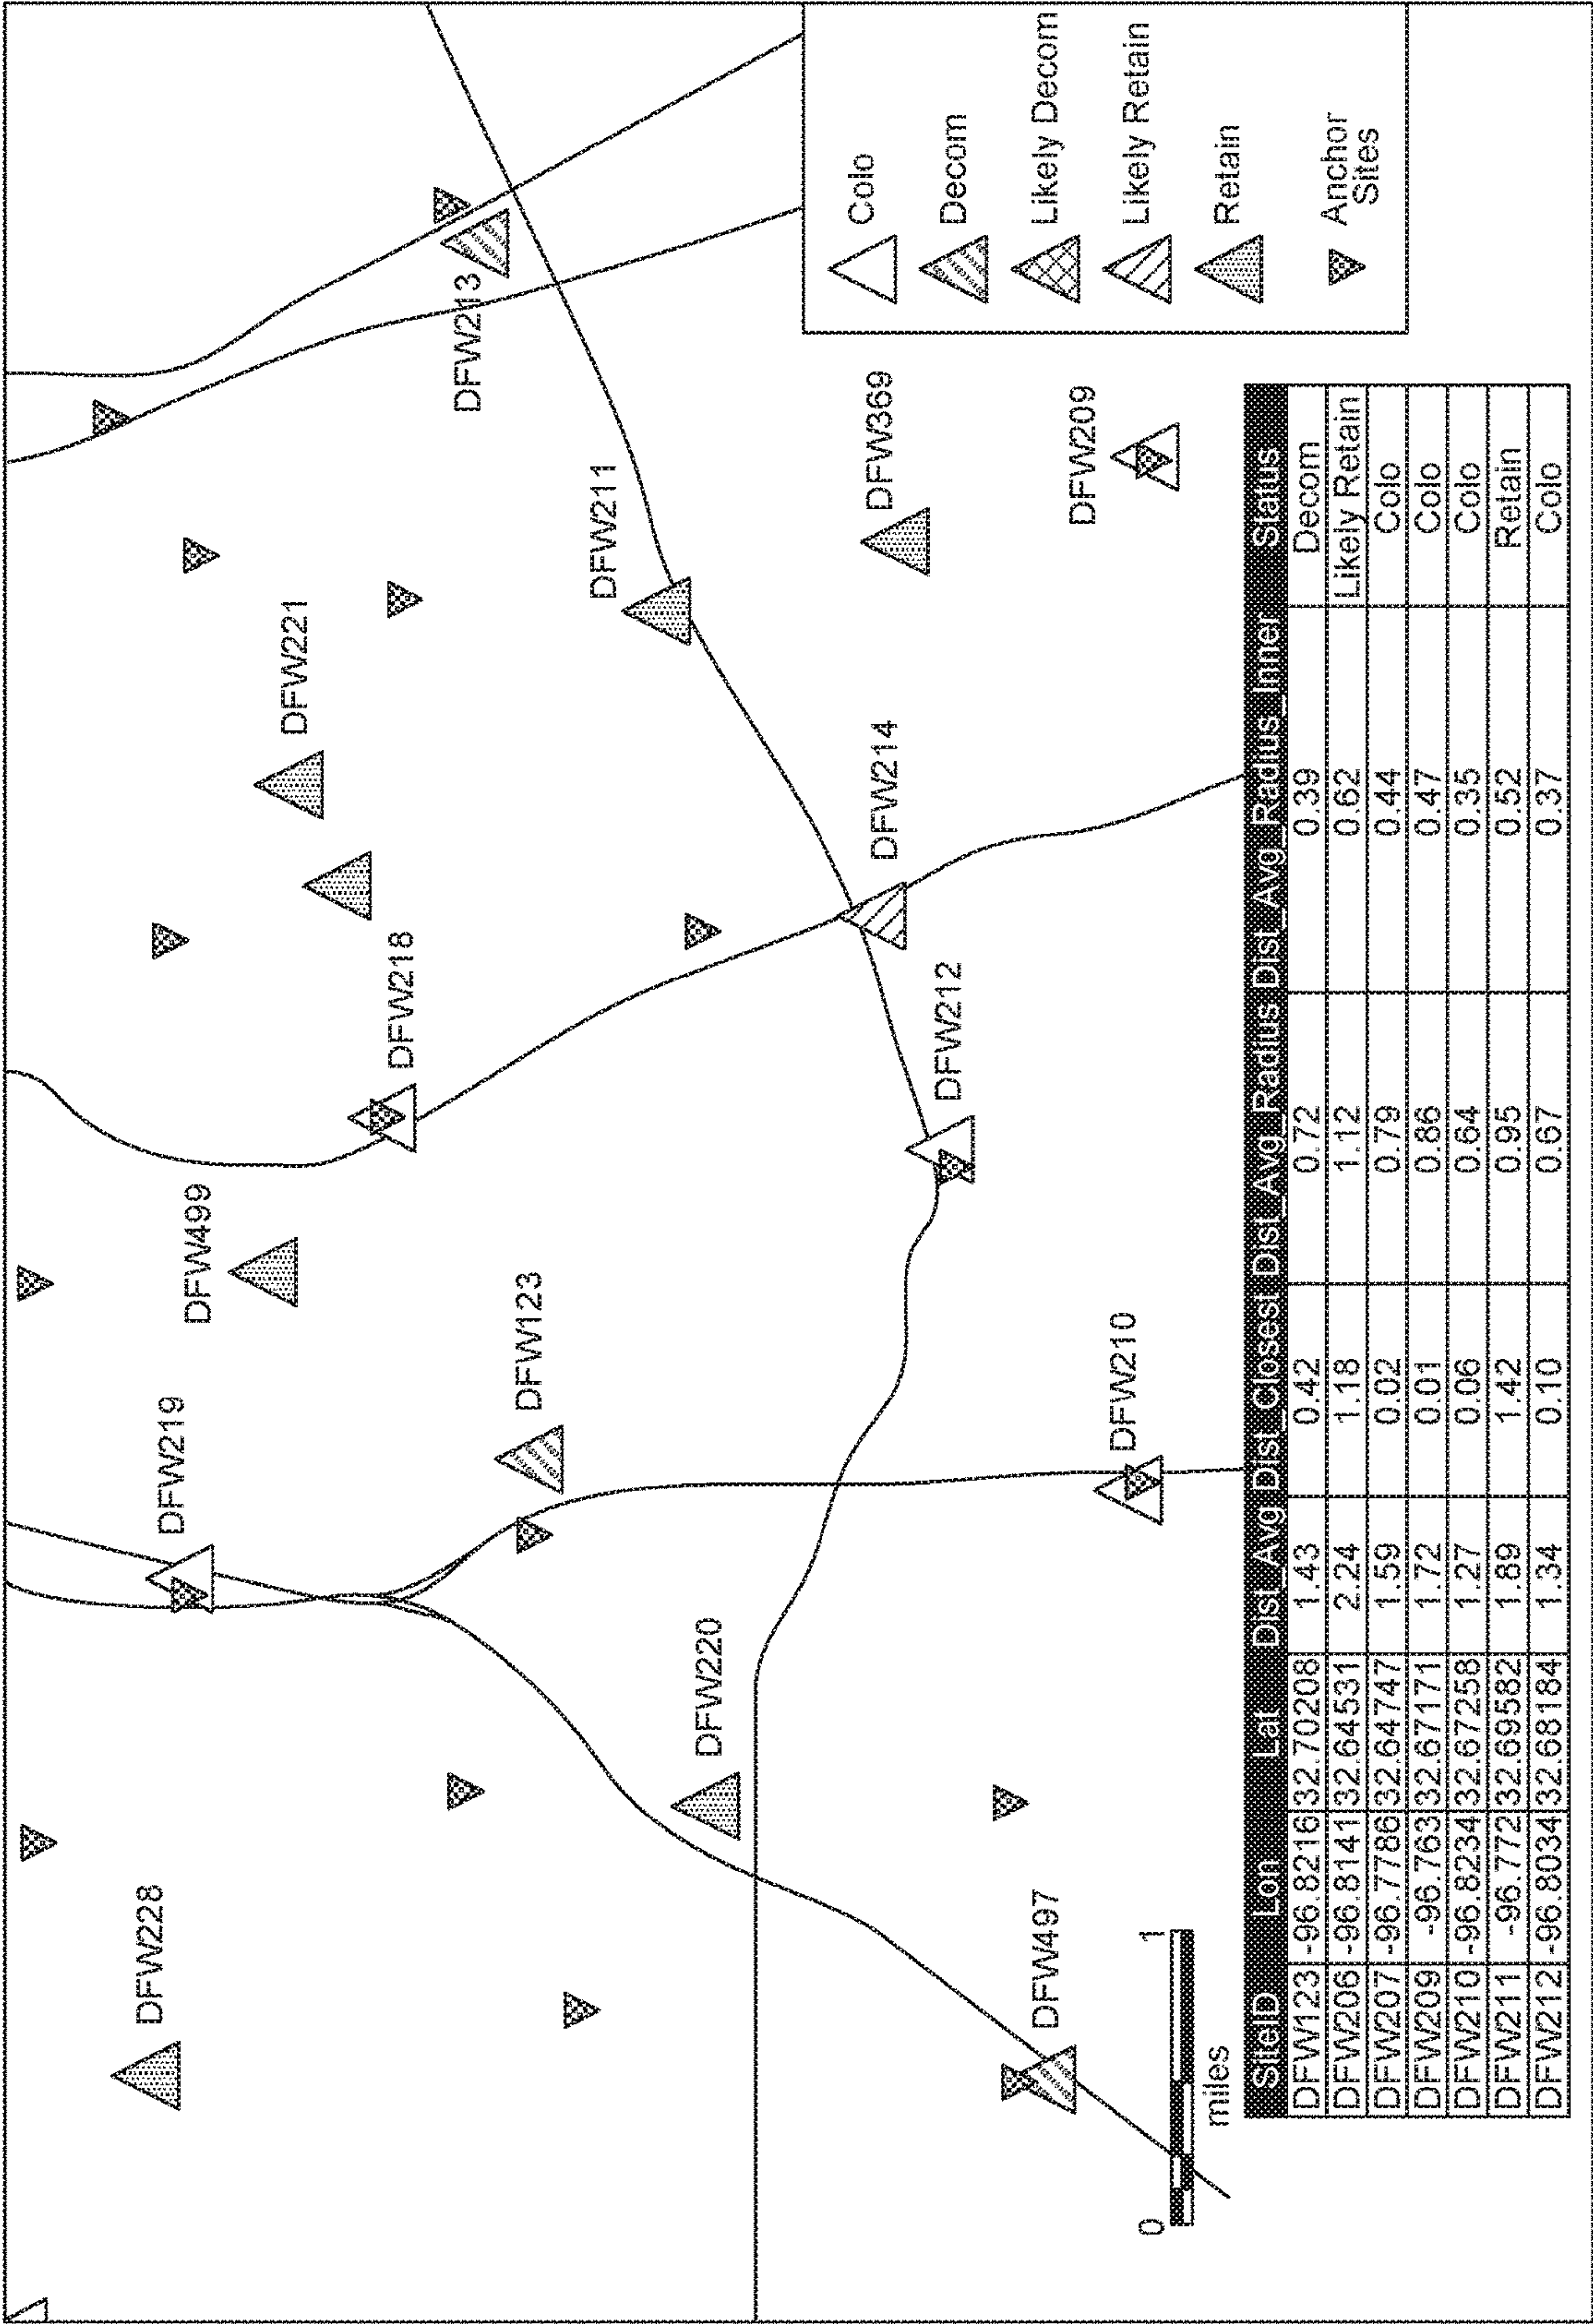 DFW228
DFW219
DFW499
DFW218
DFW221
DFW213
DFW123
DFW211
DFW220
DFW214
DFW369
DFW212
DFW497
DFW210
DFW209
0 1
miles
Colo
Decom
Likely Decom
Likely Retain
Retain
Anchor
Sites
SiteID Lon Lat Dist_Avg Dist_Closest Dist_Avg_Radius Dist_Avg_Radius_Inner Status
DFW123 -96.8216 32.70208 1.43 0.42 0.72 0.39 Decom
DFW206 -96.8141 32.64531 2.24 1.18 1.12 0.62 Likely Retain
DFW207 -96.7786 32.64747 1.59 0.02 0.79 0.44 Colo
DFW209 -96.763 32.67171 1.72 0.01 0.86 0.47 Colo
DFW210 -96.8234 32.67258 1.27 0.06 0.64 0.35 Colo
DFW211 -96.772 32.69582 1.89 1.42 0.95 0.52 Retain
DFW212 -96.8034 32.68184 1.34 0.10 0.67 0.37 Colo